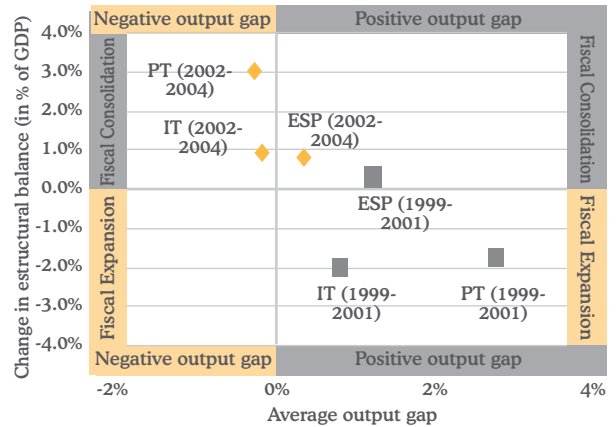 Negative output gap
Positive output gap
Change in estructural balance (in % of GDP)
4.0%
3.0%
2.0%
1.0%
0.0%
-1.0%
-2.0%
-3.0%
-4.0%
Fiscal Consolidation
Fiscal Expansion
PT (2002-
2004)
IT (2002-
2004)
ESP (2002-
2004)
ESP (1999-
2001)
IT (1999-
2001)
PT (1999-
2001)
Fiscal Consolidation
Fiscal Expansion
Negative output gap
Positive output gap
-2%
0%
2%
4%
Average output gap